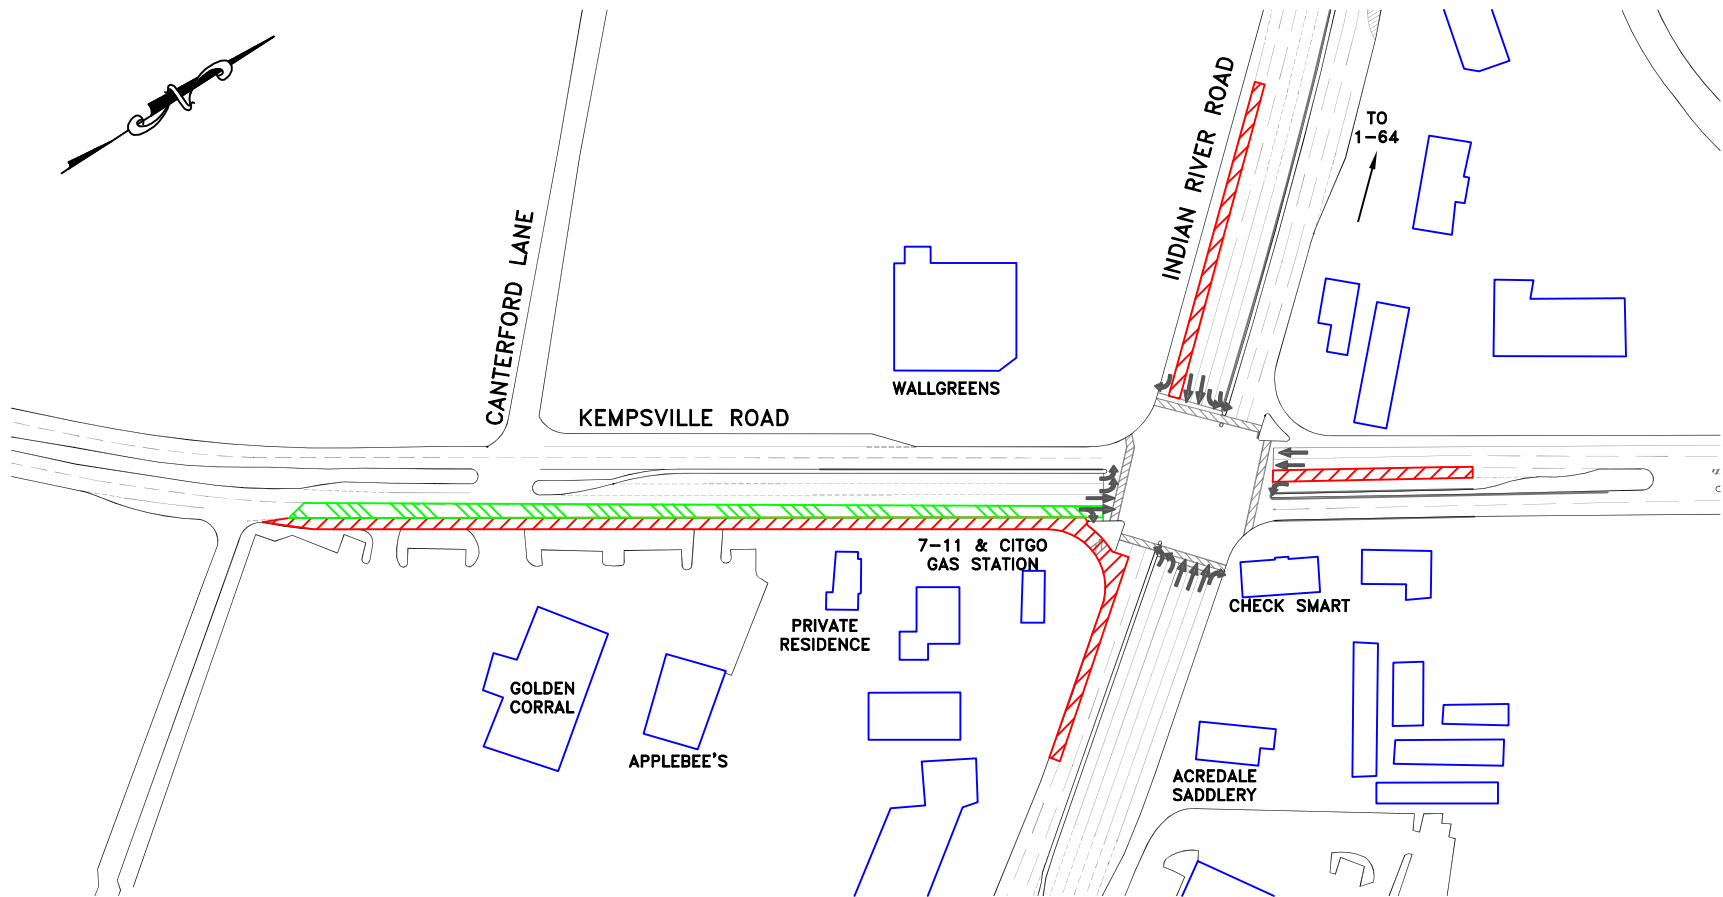 INDIAN RIVER ROAD
TO
1-64
CANTERFORD LANE
WALLGREENS
KEMPSVILLE ROAD
7-11 & CITGO
GAS STATION
PRIVATE
RESIDENCE
CHECK SMART
GOLDEN
CORRAL
APPLEBEE'S
ACREDALE
SADDLERY